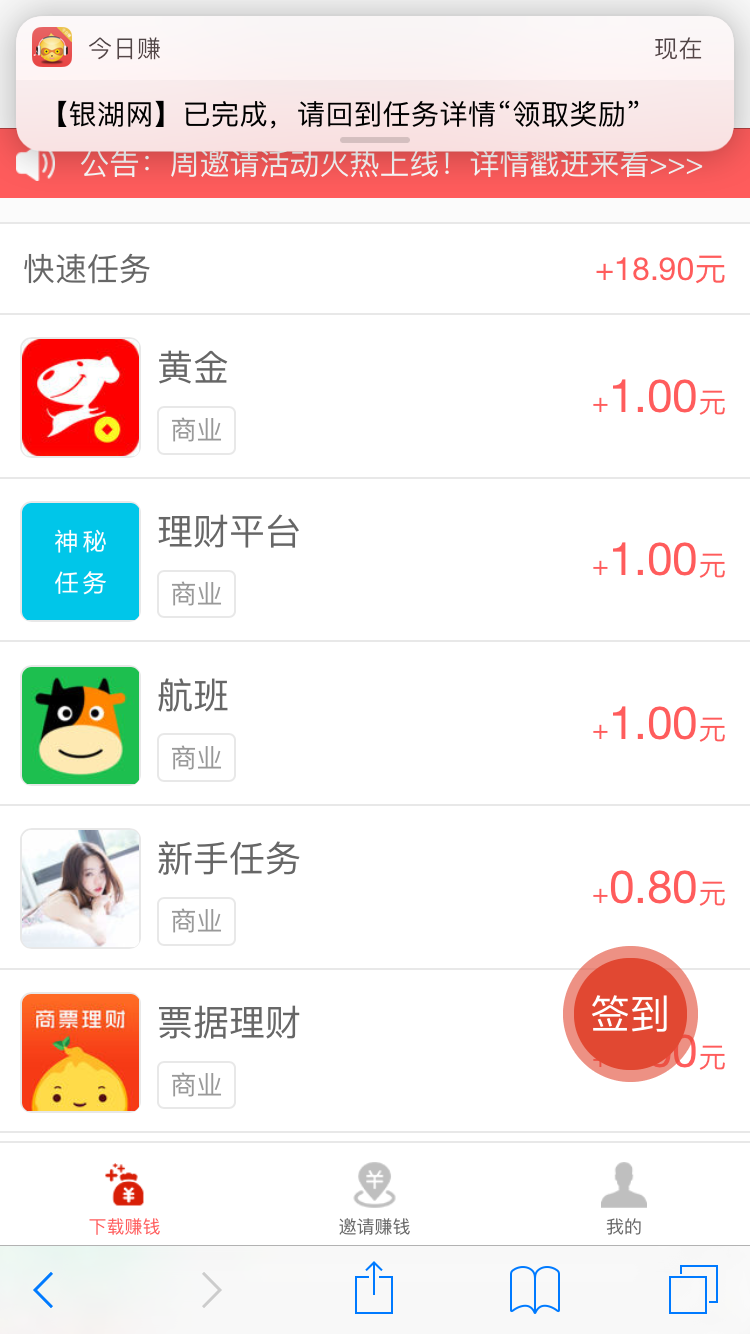 今日赚
现在
【银湖网】已完成，请回到任务详情“领取奖励”
公告：周邀请活动火热上线！详情戳进来看>>>
快速任务
+18.90元
黄金
商业
+1.00元
神秘
任务
理财平台
商业
+1.00元
航班
商业
+1.00元
新手任务
商业
+0.80元
商票理财
票据理财
商业
签到
0元
下载赚钱
邀请赚钱
我的